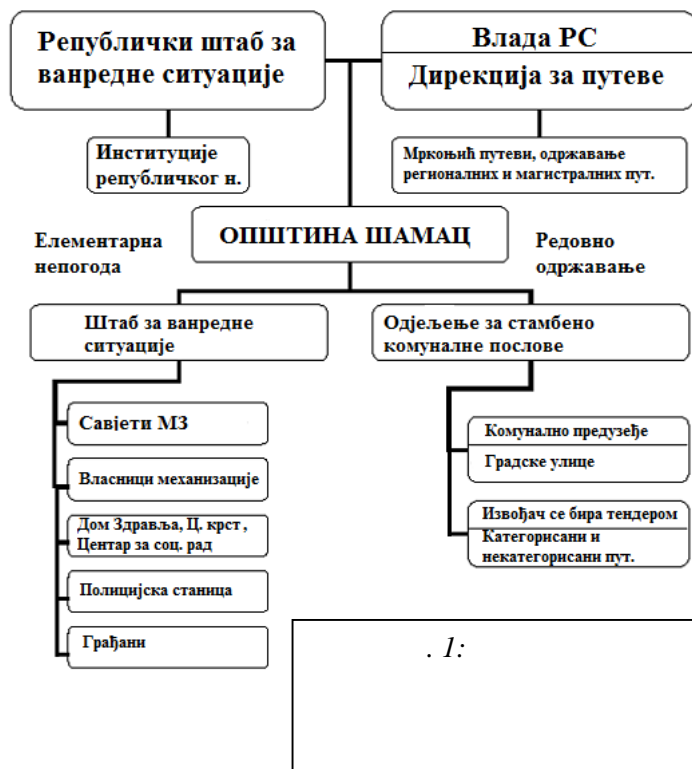 Републички штаб за
ванредне ситуације
Влада РС
Дирекција за путеве
Институције
републичког н.
Мркоњић путеви, одржавање
регионалних и магистралних пут.
ОПШТИНА ШАМАЦ
Елементарна
непогода
Редовно
одржавање
Штаб за ванредне
ситуације
Одјељење за стамбено
комуналне послове
Савјети МЗ
Власници механизације
Дом Здравља, Ц. крст ,
Центар за соц. рад
Полицијска станица
Грађани
Комунално предузеђе
Градске улице
Извођач се бира тендером
Категорисани и
некатегорисани пут.
. 1: